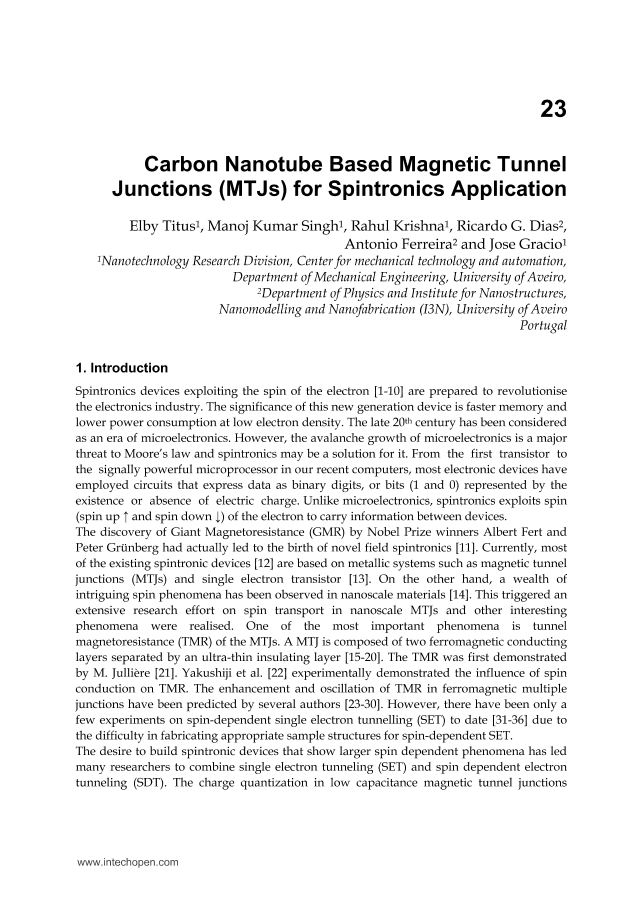 23
Carbon Nanotube Based Magnetic Tunnel
Junctions (MTJs) for Spintronics Application
Elby Titus¹, Manoj Kumar Singh¹, Rahul Krishna¹, Ricardo G. Dias²,
Antonio Ferreira² and Jose Gracio¹
¹Nanotechnology Research Division, Center for mechanical technology and automation,
Department of Mechanical Engineering, University of Aveiro,
²Department of Physics and Institute for Nanostructures,
Nanomodelling and Nanofabrication (I3N), University of Aveiro
Portugal
1. Introduction
Spintronics devices exploiting the spin of the electron [1-10] are prepared to revolutionise
the electronics industry. The significance of this new generation device is faster memory and
lower power consumption at low electron density. The late 20th century has been considered
as an era of microelectronics. However, the avalanche growth of microelectronics is a major
threat to Moore's law and spintronics may be a solution for it. From the first transistor to
the signally powerful microprocessor in our recent computers, most electronic devices have
employed circuits that express data as binary digits, or bits (1 and 0) represented by the
existence or absence of electric charge. Unlike microelectronics, spintronics exploits spin
(spin up ↑ and spin down ↓) of the electron to carry information between devices.
The discovery of Giant Magnetoresistance (GMR) by Nobel Prize winners Albert Fert and
Peter Grünberg had actually led to the birth of novel field spintronics [11]. Currently, most
of the existing spintronic devices [12] are based on metallic systems such as magnetic tunnel
junctions (MTJs) and single electron transistor [13]. On the other hand, a wealth of
intriguing spin phenomena has been observed in nanoscale materials [14]. This triggered an
extensive research effort on spin transport in nanoscale MTJs and other interesting
phenomena were realised. One of the most important phenomena is tunnel
magnetoresistance (TMR) of the MTJs. A MTJ is composed of two ferromagnetic conducting
layers separated by an ultra-thin insulating layer [15-20]. The TMR was first demonstrated
by M. Jullière [21]. Yakushiji et al. [22] experimentally demonstrated the influence of spin
conduction on TMR. The enhancement and oscillation of TMR in ferromagnetic multiple
junctions have been predicted by several authors [23-30]. However, there have been only a
few experiments on spin-dependent single electron tunnelling (SET) to date [31-36] due to
the difficulty in fabricating appropriate sample structures for spin-dependent SET.
The desire to build spintronic devices that show larger spin dependent phenomena has led
many researchers to combine single electron tunneling (SET) and spin dependent electron
tunneling (SDT). The charge quantization in low capacitance magnetic tunnel junctions
www.intechopen.com